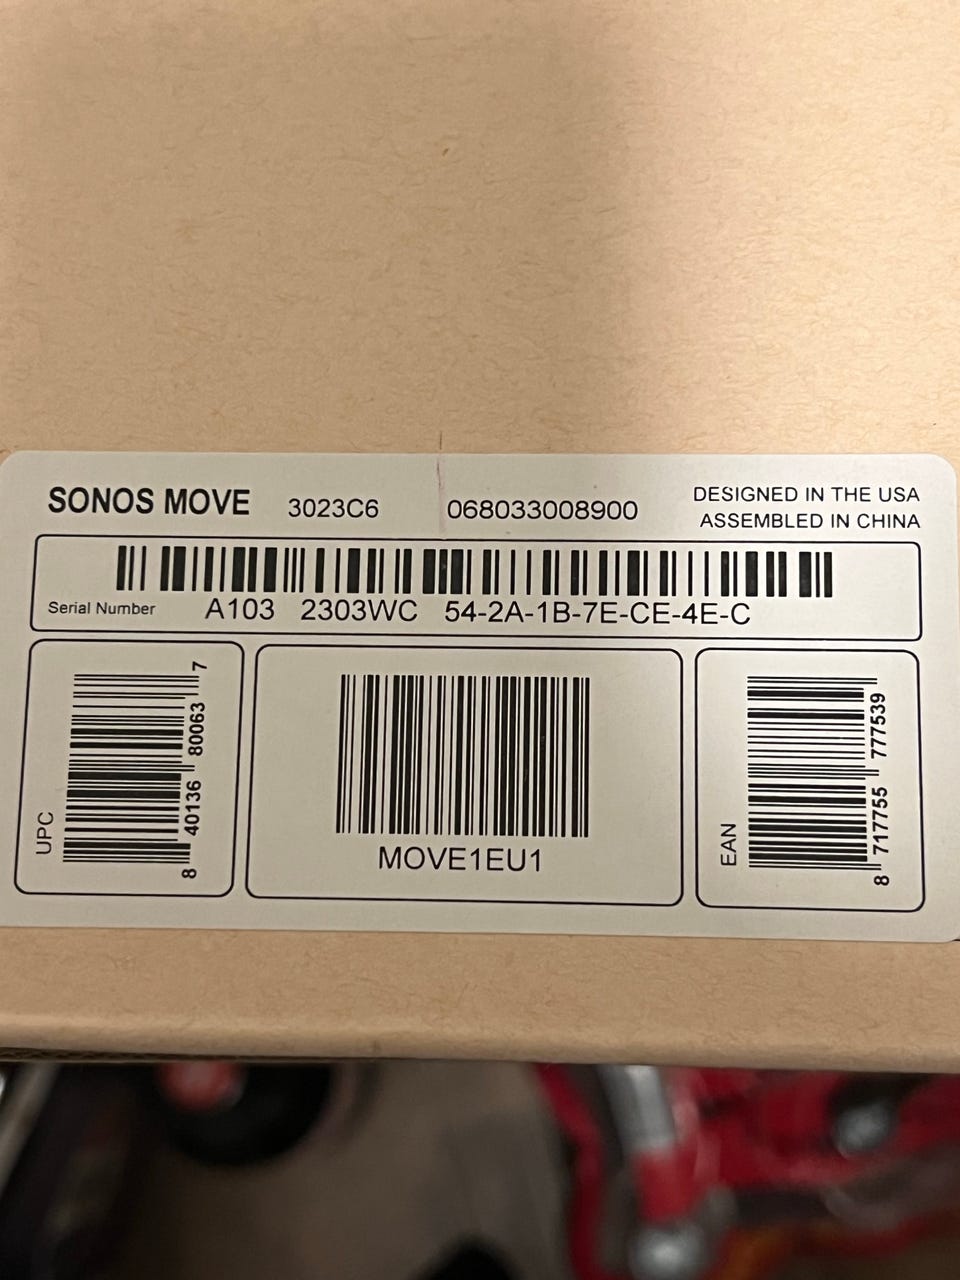 SONOS MOVE 3023C6 068033008900 DESIGNED IN THE USA
ASSEMBLED IN CHINA
Serial Number A103 2303WC 54-2A-1B-7E-CE-4E-C
UPC
8 40136 80063 7
MOVE1EU1
EAN
8 717755 777539